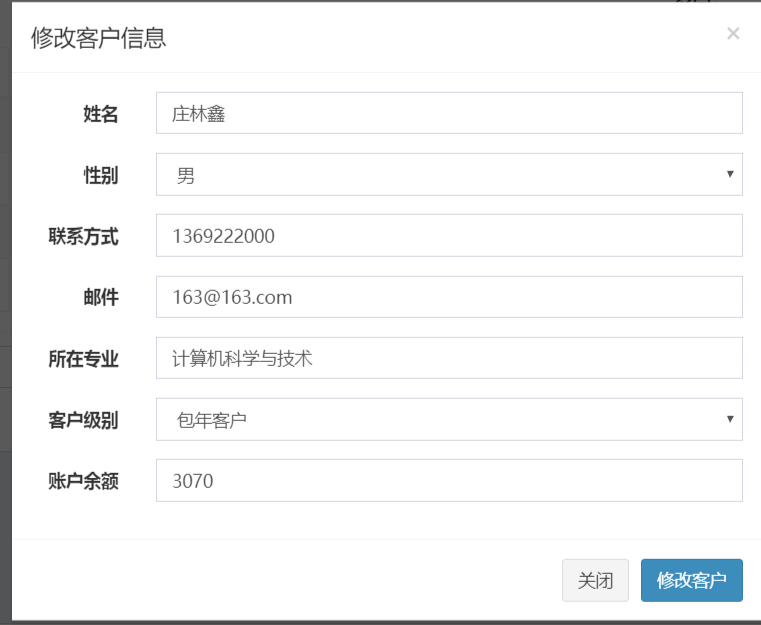 修改客户信息 ×
姓名 庄林鑫
性别 男
联系方式 1369222000
邮件 163@163.com
所在专业 计算机科学与技术
客户级别 包年客户
账户余额 3070
关闭 修改客户